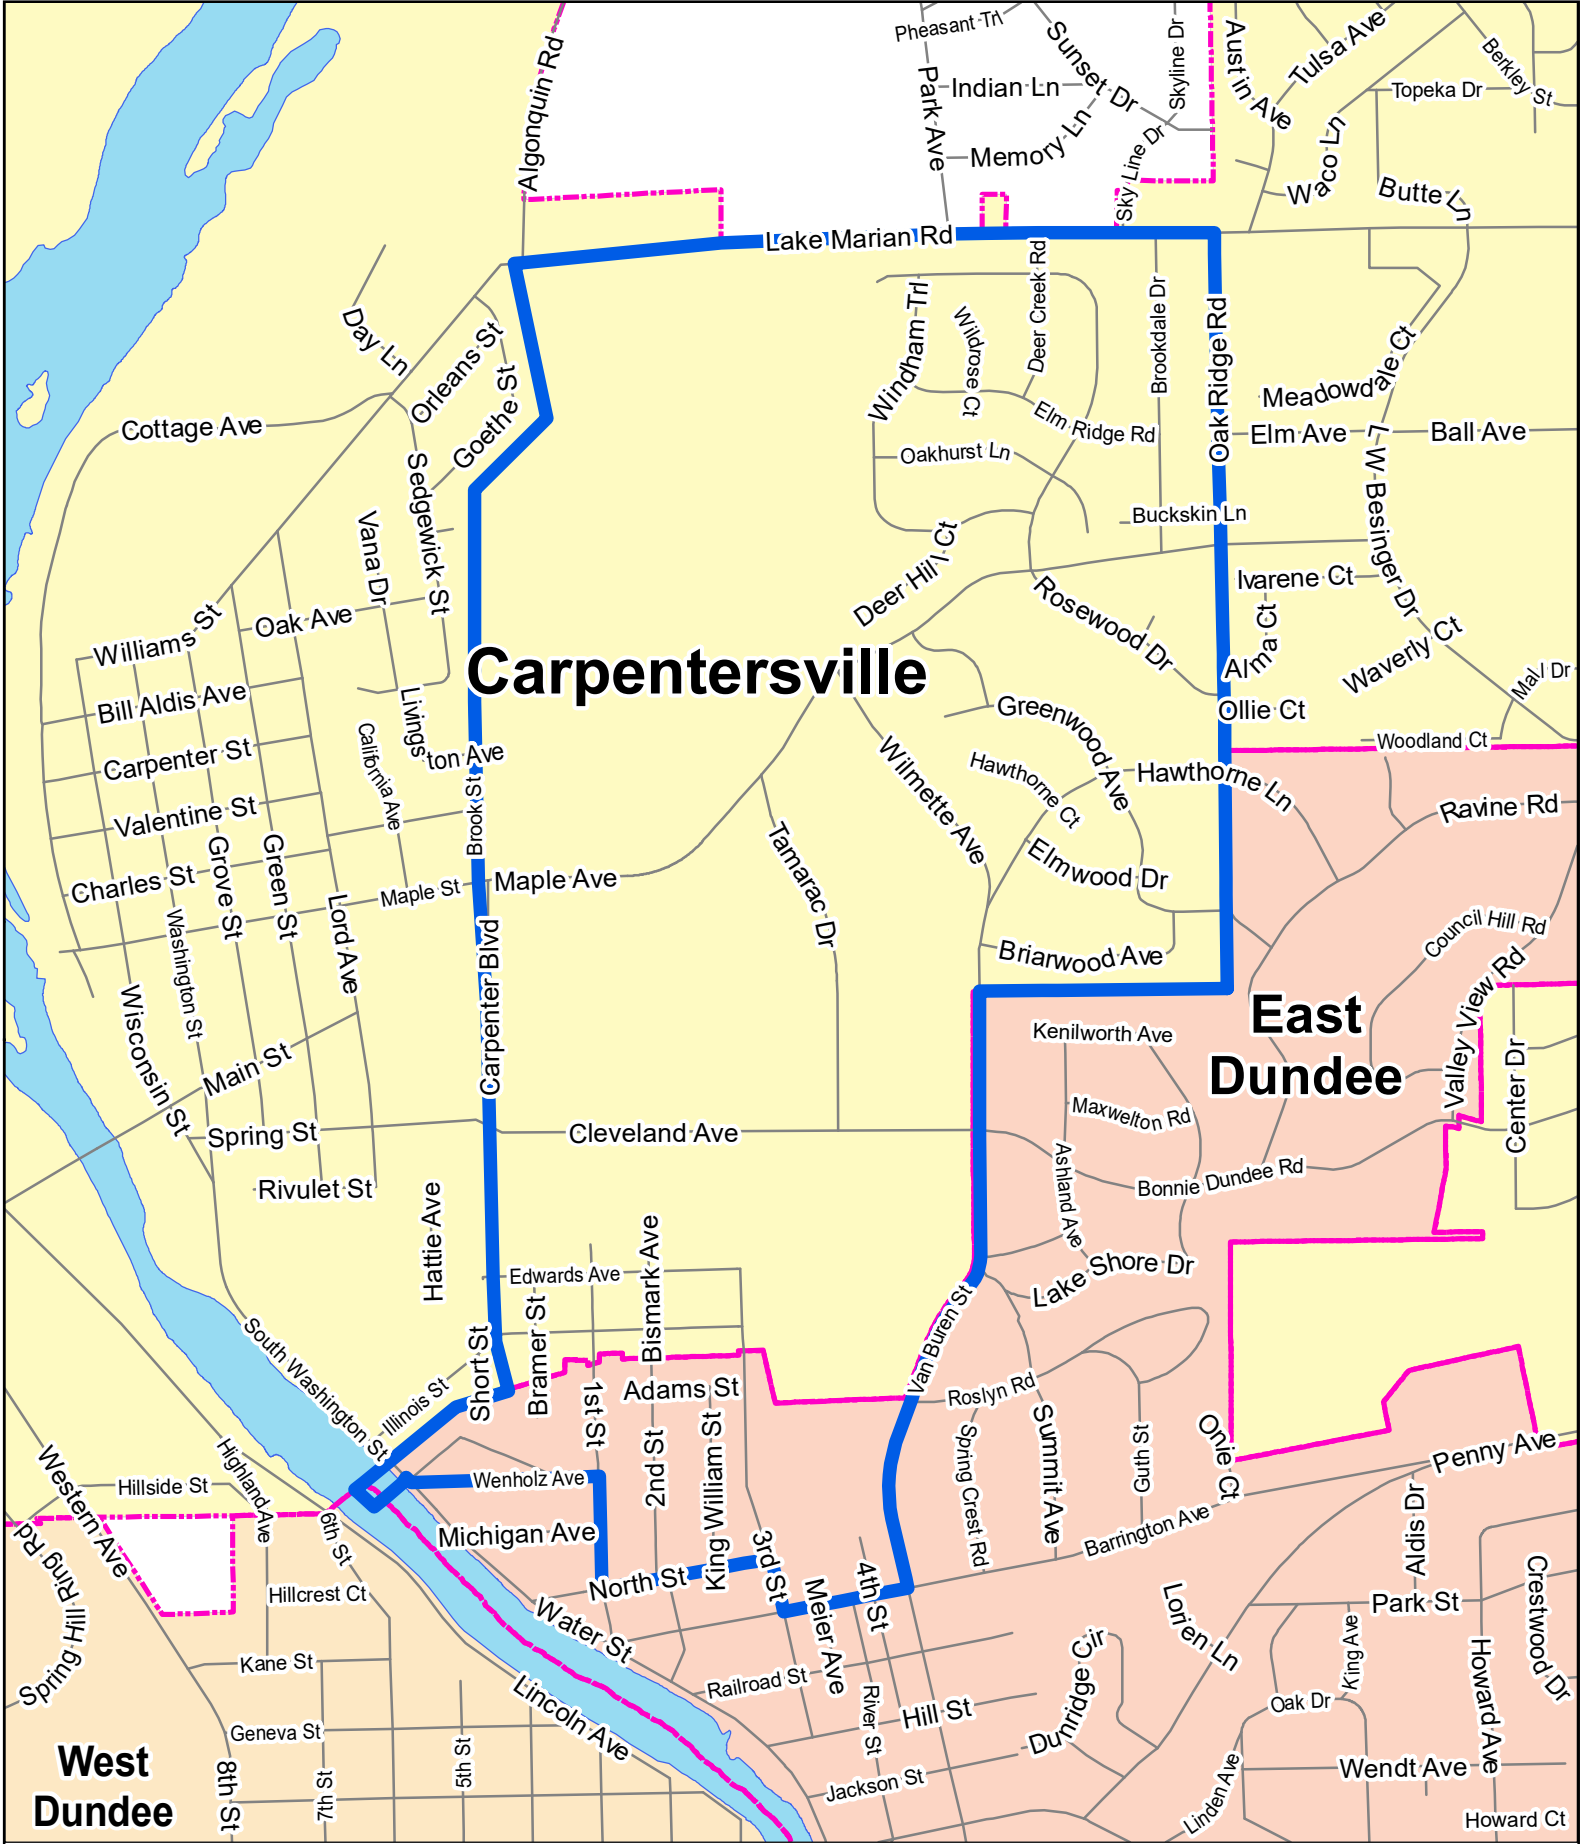 Pheasant Trl
Sunset Dr
Skyline Dr
Austin Ave
Tulsa Ave
Berkley St
Algonquin Rd
Park Ave
Indian Ln
Topeka Dr
Memory Ln
Sky Line Dr
Waco Ln
Butte Ln
Lake Marian Rd
Day Ln
Orleans St
Goethe St
Windham Trl
Wildrose Ct
Deer Creek Rd
Brookdale Dr
Oak Ridge Rd
Meadowdale Ct
Cottage Ave
Elm Ridge Rd
Elm Ave
Ball Ave
Oakhurst Ln
L W Besinger Dr
Sedgewick St
Vana Dr
Buckskin Ln
Deer Hill Ct
Ivarene Ct
Rosewood Dr
Alma Ct
Waverly Ct
Williams St
Oak Ave
Carpentersville
Mall Dr
Bill Aldis Ave
Livingston Ave
Ollie Ct
Greenwood Ave
Woodland Ct
Carpenter St
California Ave
Wilmette Ave
Hawthorne Ct
Hawthorne Ln
Valentine St
Brook St
Ravine Rd
Grove St
Green St
Tamarac Dr
Elmwood Dr
Charles St
Maple St
Maple Ave
Washington St
Lord Ave
Carpenter Blvd
Briarwood Ave
Council Hill Rd
Valley View Rd
Wisconsin St
Main St
East
Dundee
Kenilworth Ave
Center Dr
Maxwelton Rd
Spring St
Cleveland Ave
Ashland Ave
Bonnie Dundee Rd
Rivulet St
Hattie Ave
Bismark Ave
Edwards Ave
Lake Shore Dr
Bramer St
Short St
Van Buren St
South Washington St
Illinois St
1st St
Adams St
Roslyn Rd
King William St
2nd St
Spring Crest Rd
Summit Ave
Guth St
Onie Ct
Penny Ave
Western Ave
Highland Ave
Hillside St
Wenholz Ave
6th St
Michigan Ave
Barrington Ave
Aldis Dr
Ring Rd
Spring Hill
North St
3rd St
Meier Ave
4th St
Hillcrest Ct
Water St
Lorien Ln
Park St
Crestwood Dr
King Ave
Howard Ave
Kane St
Railroad St
River St
Hill St
Dunridge Cir
Oak Dr
Lincoln Ave
Geneva St
West
Dundee
8th St
7th St
5th St
Jackson St
Linden Ave
Wendt Ave
Howard Ct